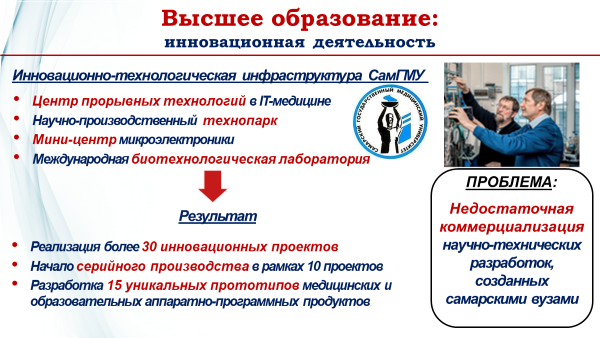 Высшее образование:
инновационная деятельность
Инновационно-технологическая инфраструктура СамГМУ
• Центр прорывных технологий в IT-медицине
• Научно-производственный технопарк
• Мини-центр микроэлектроники
• Международная биотехнологическая лаборатория
САМАРСКИЙ ГОСУДАРСТВЕННЫЙ МЕДИЦИНСКИЙ УНИВЕРСИТЕТ
Результат
• Реализация более 30 инновационных проектов
• Начало серийного производства в рамках 10 проектов
• Разработка 15 уникальных прототипов медицинских и
образовательных аппаратно-программных продуктов
ПРОБЛЕМА:
Недостаточная
коммерциализация
научно-технических
разработок,
созданных
самарскими вузами